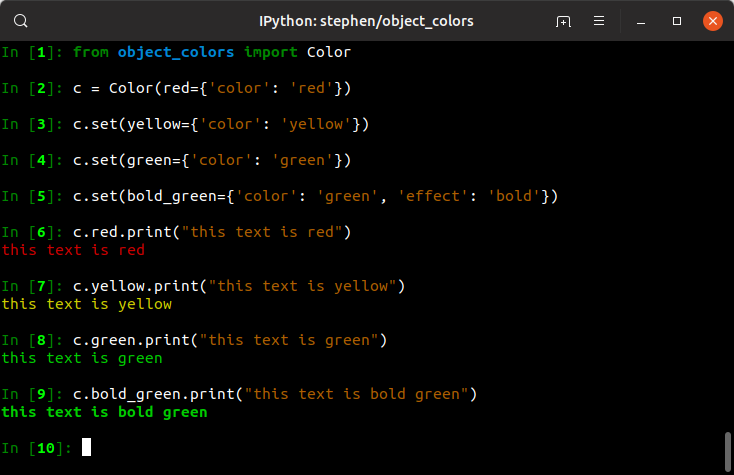 IPython: stephen/object_colors
In [1]: from object_colors import Color
In [2]: c = Color(red={'color': 'red'})
In [3]: c.set(yellow={'color': 'yellow'})
In [4]: c.set(green={'color': 'green'})
In [5]: c.set(bold_green={'color': 'green', 'effect': 'bold'})
In [6]: c.red.print("this text is red")
this text is red
In [7]: c.yellow.print("this text is yellow")
this text is yellow
In [8]: c.green.print("this text is green")
this text is green
In [9]: c.bold_green.print("this text is bold green")
this text is bold green
In [10]: